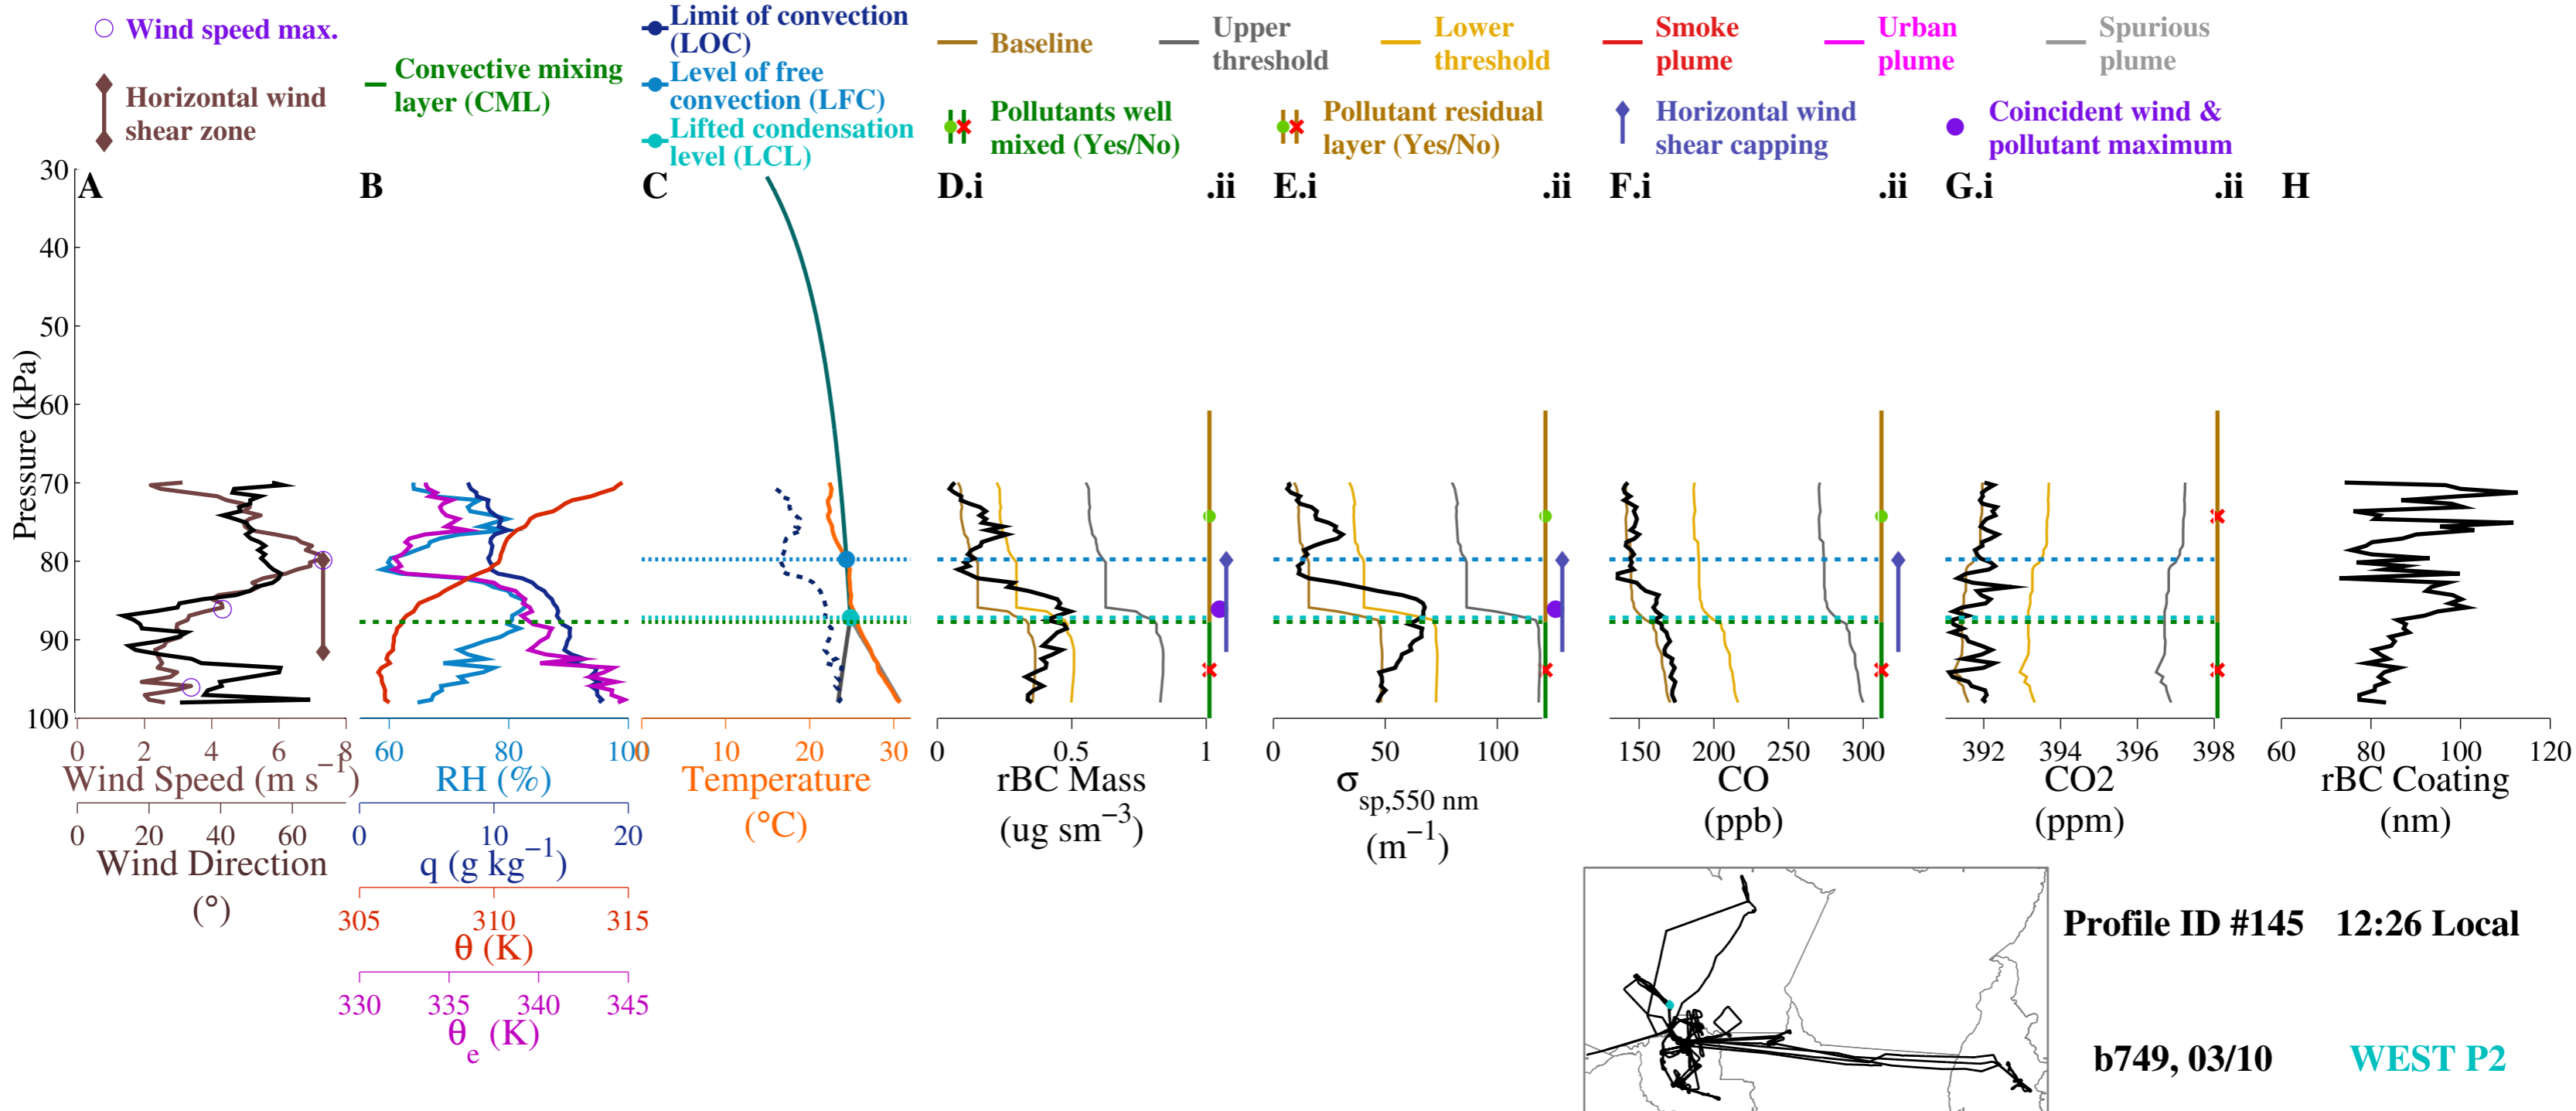 Wind speed max.
Horizontal wind
shear zone
Convective mixing
layer (CML)
Limit of convection
(LOC)
Level of free
convection (LFC)
Lifted condensation
level (LCL)
Baseline
Upper
threshold
Lower
threshold
Smoke
plume
Urban
plume
Spurious
plume
Pollutants well
mixed (Yes/No)
Pollutant residual
layer (Yes/No)
Horizontal wind
shear capping
Coincident wind &
pollutant maximum
A B C D.i .ii E.i .ii F.i .ii G.i .ii H
Pressure (kPa)
30
40
50
60
70
80
90
100
0 2 4 6 8
Wind Speed (m s−1)
0 20 40 60
Wind Direction
(°)
60 80 100
RH (%)
0 10 20
q (g kg−1)
305 310 315
θ (K)
330 335 340 345
θe (K)
0 10 20 30
Temperature
(°C)
0 0.5 1
rBC Mass
(ug sm−3)
0 50 100
σsp,550 nm
(m−1)
150 200 250 300
CO
(ppb)
392 394 396 398
CO2
(ppm)
60 80 100 120
rBC Coating
(nm)
Profile ID #145 12:26 Local
b749, 03/10 WEST P2